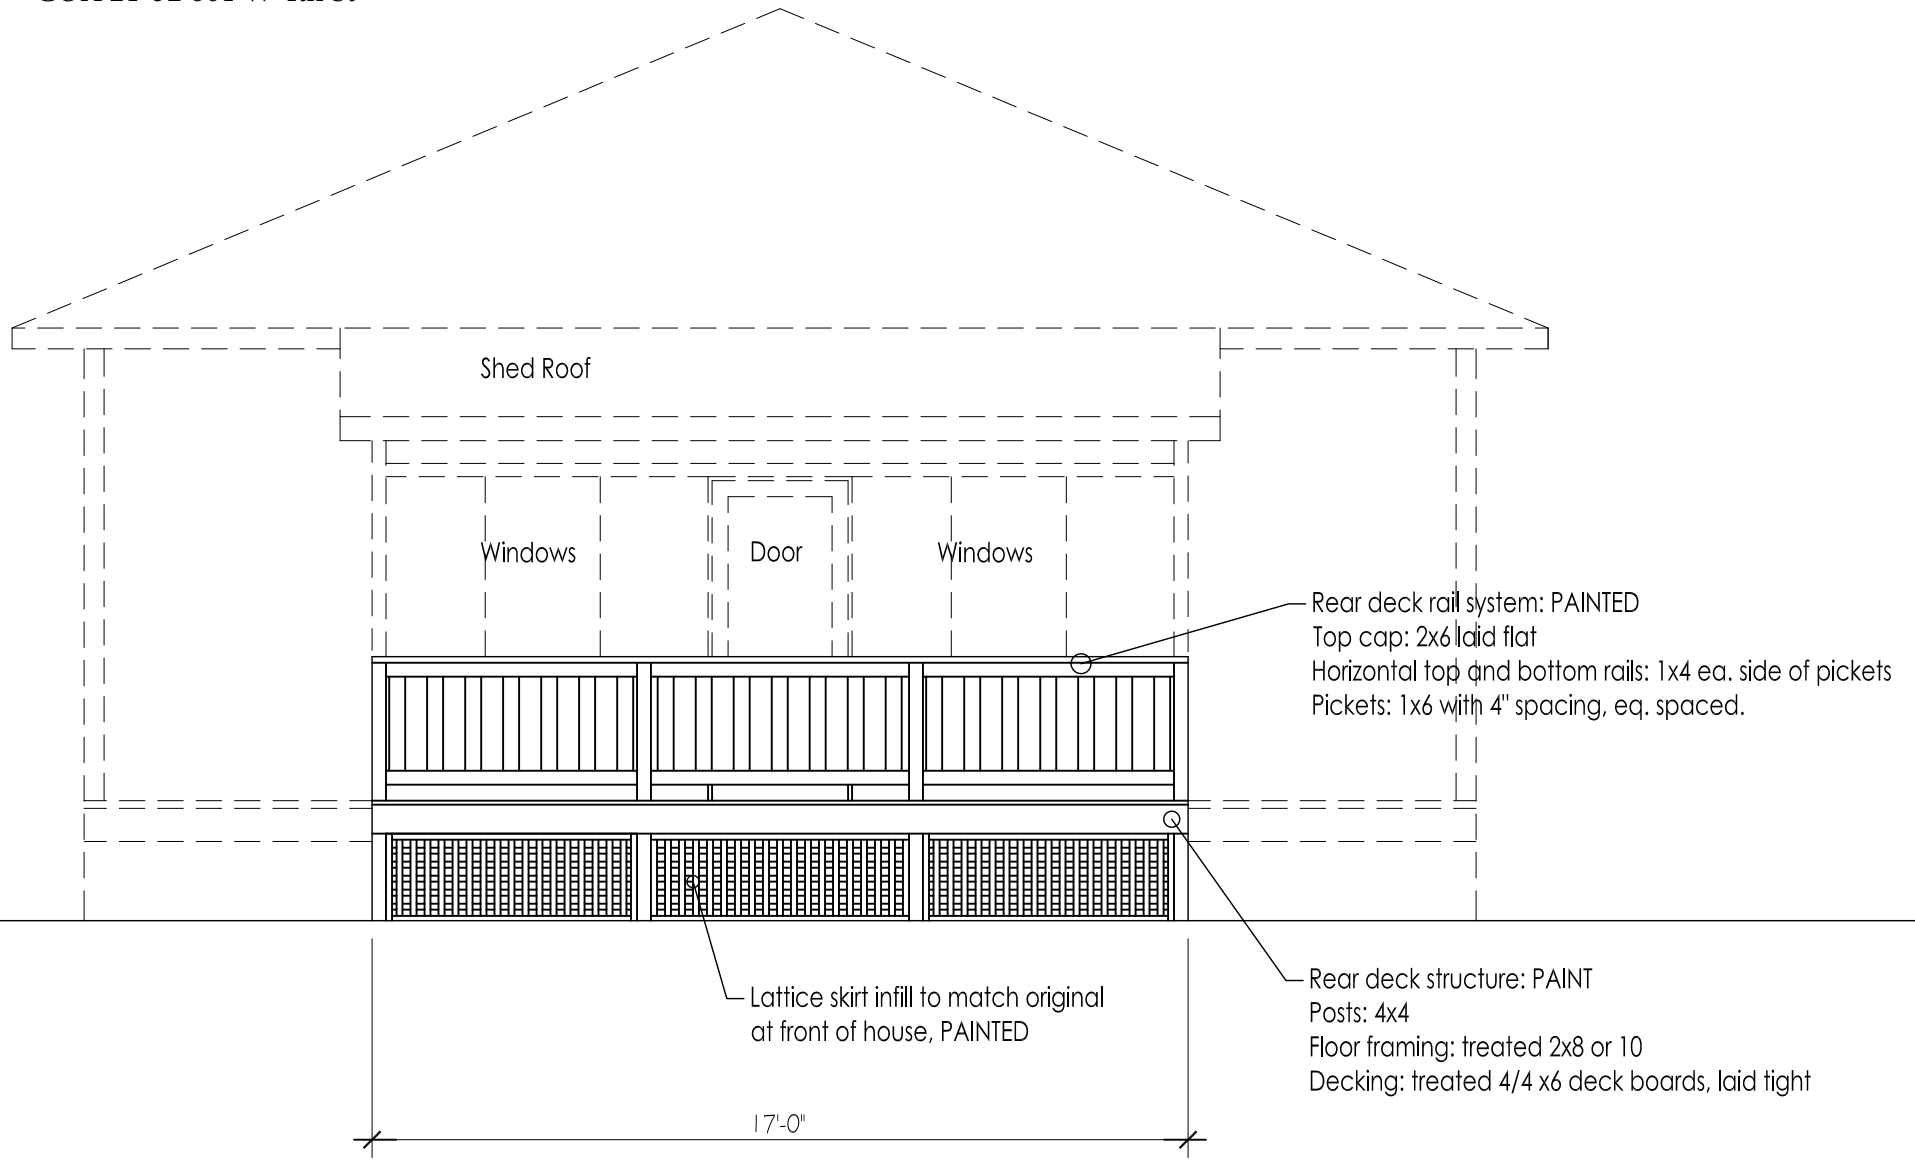 Shed Roof
Windows
Door
Windows
Rear deck rail system: PAINTED
Top cap: 2x6 laid flat
Horizontal top and bottom rails: 1x4 ea. side of pickets
Pickets: 1x6 with 4" spacing, eq. spaced.
Lattice skirt infill to match original
at front of house, PAINTED
Rear deck structure: PAINT
Posts: 4x4
Floor framing: treated 2x8 or 10
Decking: treated 4/4 x6 deck boards, laid tight
17'-0"